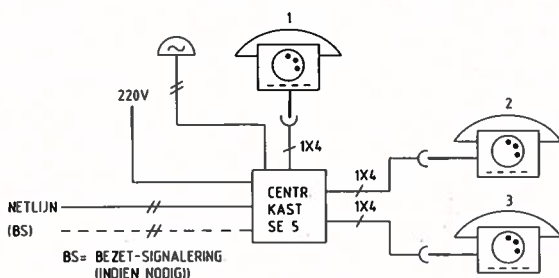 1
220V
1X4
2
1X4
CENTR.
KAST
SE 5
1X4
3
NETLIJN
(BS)
BS= BEZET-SIGNALERING
(INDIEN NODIG))